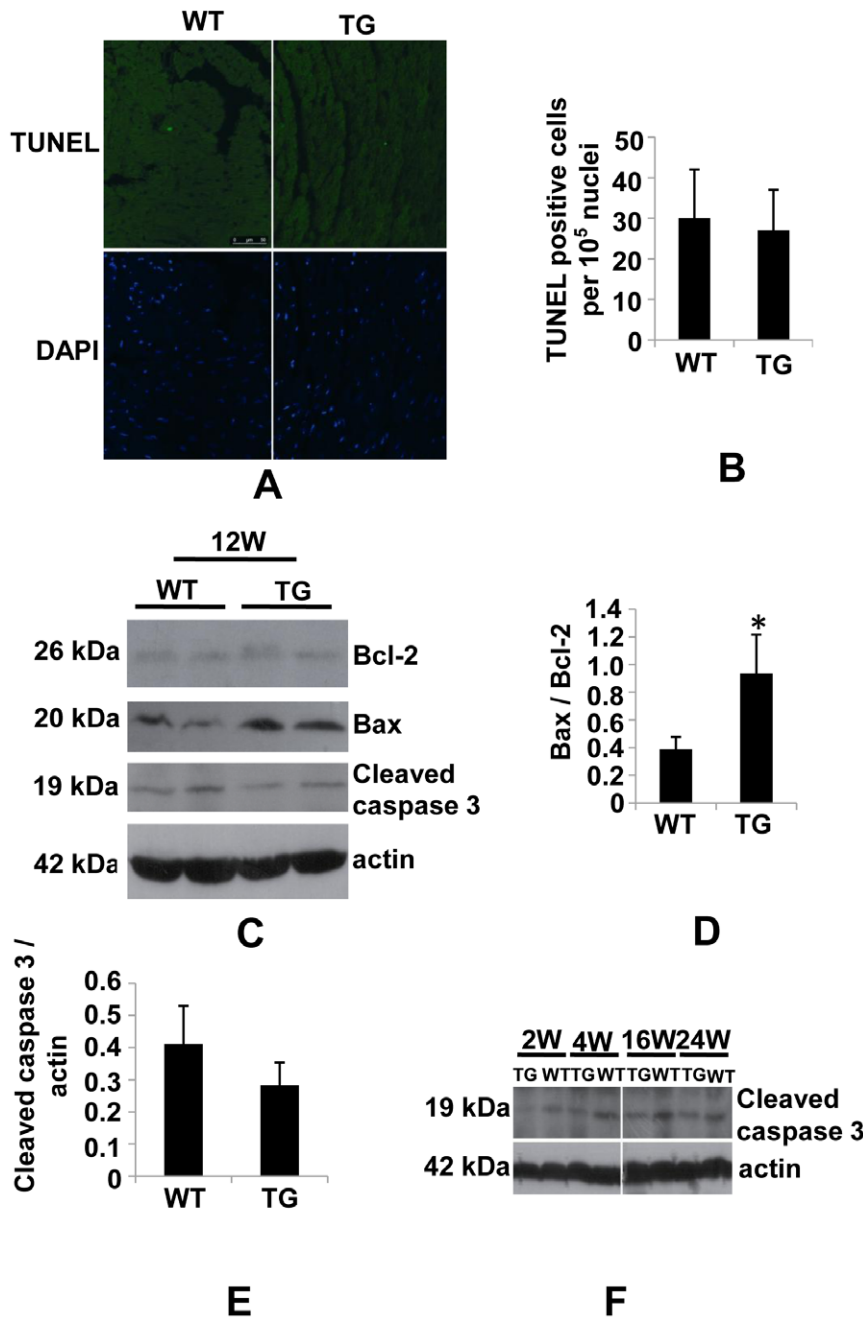 WT TG
TUNEL
0 µm 50
DAPI
A
TUNEL positive cells
per 10⁵ nuclei
50
40
30
20
10
0
WT TG
B
12W
WT TG
26 kDa Bcl-2
20 kDa Bax
19 kDa Cleaved
caspase 3
42 kDa actin
C
Bax / Bcl-2
1.4
1.2
1.0
0.8
0.6
0.4
0.2
0
*
WT TG
D
Cleaved caspase 3 /
actin
0.6
0.5
0.4
0.3
0.2
0.1
0
WT TG
E
2W 4W 16W 24W
TG WT TG WT TG WT TG WT
19 kDa Cleaved
caspase 3
42 kDa actin
F